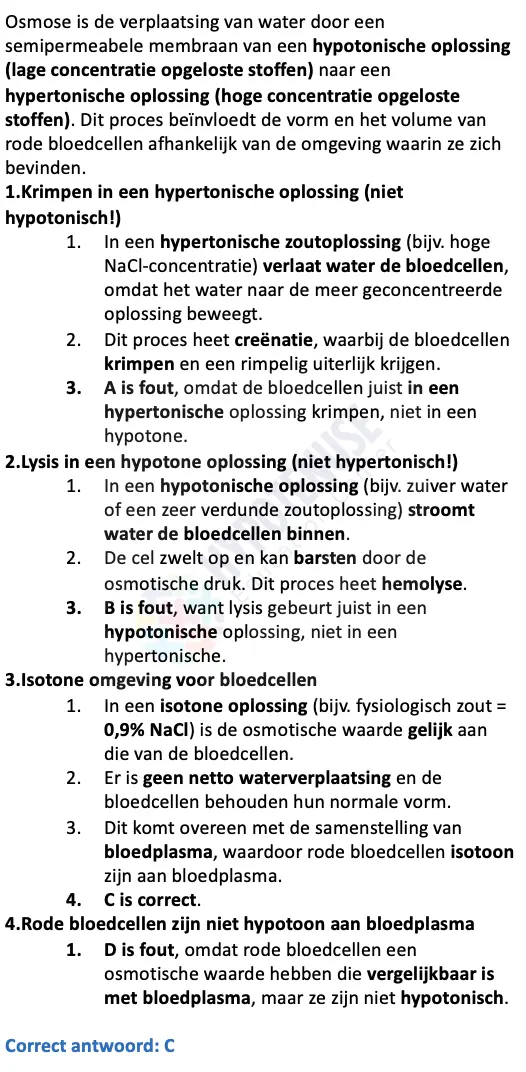 Osmose is de verplaatsing van water door een
semipermeabele membraan van een hypotonische oplossing
(lage concentratie opgeloste stoffen) naar een
hypertonische oplossing (hoge concentratie opgeloste
stoffen). Dit proces beïnvloedt de vorm en het volume van
rode bloedcellen afhankelijk van de omgeving waarin ze zich
bevinden.
1.Krimpen in een hypertonische oplossing (niet
hypotonisch!)
1. In een hypertonische zoutoplossing (bijv. hoge
NaCl-concentratie) verlaat water de bloedcellen,
omdat het water naar de meer geconcentreerde
oplossing beweegt.
2. Dit proces heet creënatie, waarbij de bloedcellen
krimpen en een rimpelig uiterlijk krijgen.
3. A is fout, omdat de bloedcellen juist in een
hypertonische oplossing krimpen, niet in een
hypotone.
2.Lysis in een hypotone oplossing (niet hypertonisch!)
1. In een hypotonische oplossing (bijv. zuiver water
of een zeer verdunde zoutoplossing) stroomt
water de bloedcellen binnen.
2. De cel zwelt op en kan barsten door de
osmotische druk. Dit proces heet hemolyse.
3. B is fout, want lysis gebeurt juist in een
hypotonische oplossing, niet in een
hypertonische.
3.Isotone omgeving voor bloedcellen
1. In een isotone oplossing (bijv. fysiologisch zout =
0,9% NaCl) is de osmotische waarde gelijk aan
die van de bloedcellen.
2. Er is geen netto waterverplaatsing en de
bloedcellen behouden hun normale vorm.
3. Dit komt overeen met de samenstelling van
bloedplasma, waardoor rode bloedcellen isotoon
zijn aan bloedplasma.
4. C is correct.
4.Rode bloedcellen zijn niet hypotoon aan bloedplasma
1. D is fout, omdat rode bloedcellen een
osmotische waarde hebben die vergelijkbaar is
met bloedplasma, maar ze zijn niet hypotonisch.
Correct antwoord: C